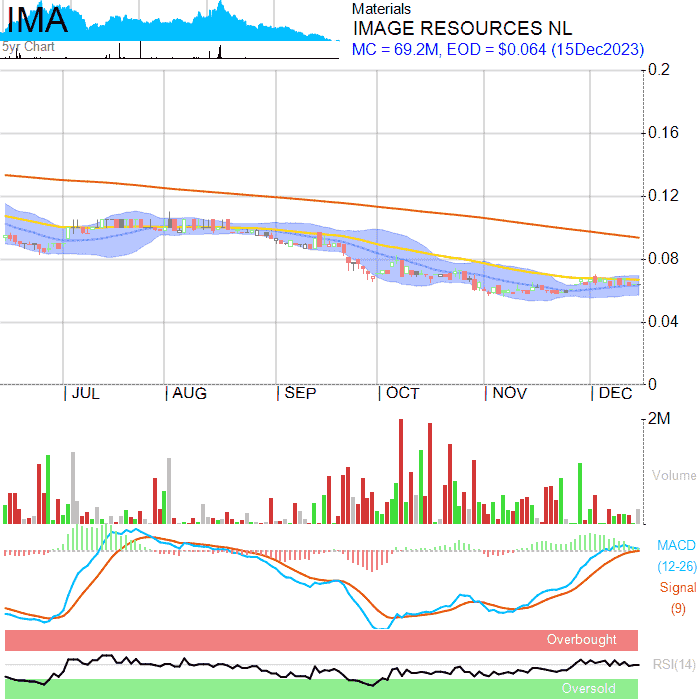 IMA
5yr Chart
Materials
IMAGE RESOURCES NL
MC = 69.2M, EOD = $0.064 (15Dec2023)
0.2
0.16
0.12
0.08
0.04
0
JUL AUG SEP OCT NOV DEC
2M
Volume
MACD
(12-26)
Signal
(9)
Overbought
RSI(14)
Oversold